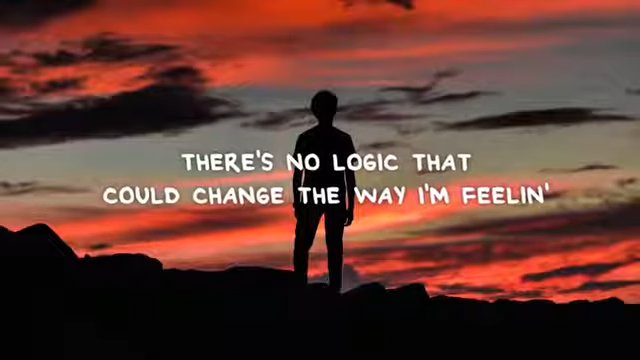 THERE'S NO LOGIC THAT
COULD CHANGE THE WAY I'M FEELIN'